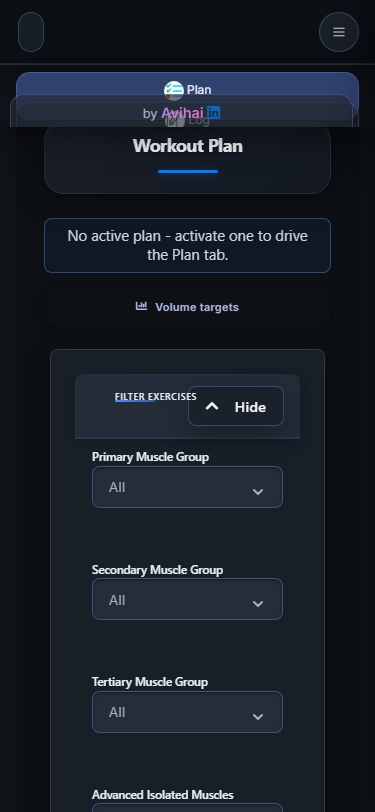 Plan
by Avihai
Log
Workout Plan
No active plan - activate one to drive
the Plan tab.
Volume targets
FILTER EXERCISES
Hide
Primary Muscle Group
All
Secondary Muscle Group
All
Tertiary Muscle Group
All
Advanced Isolated Muscles